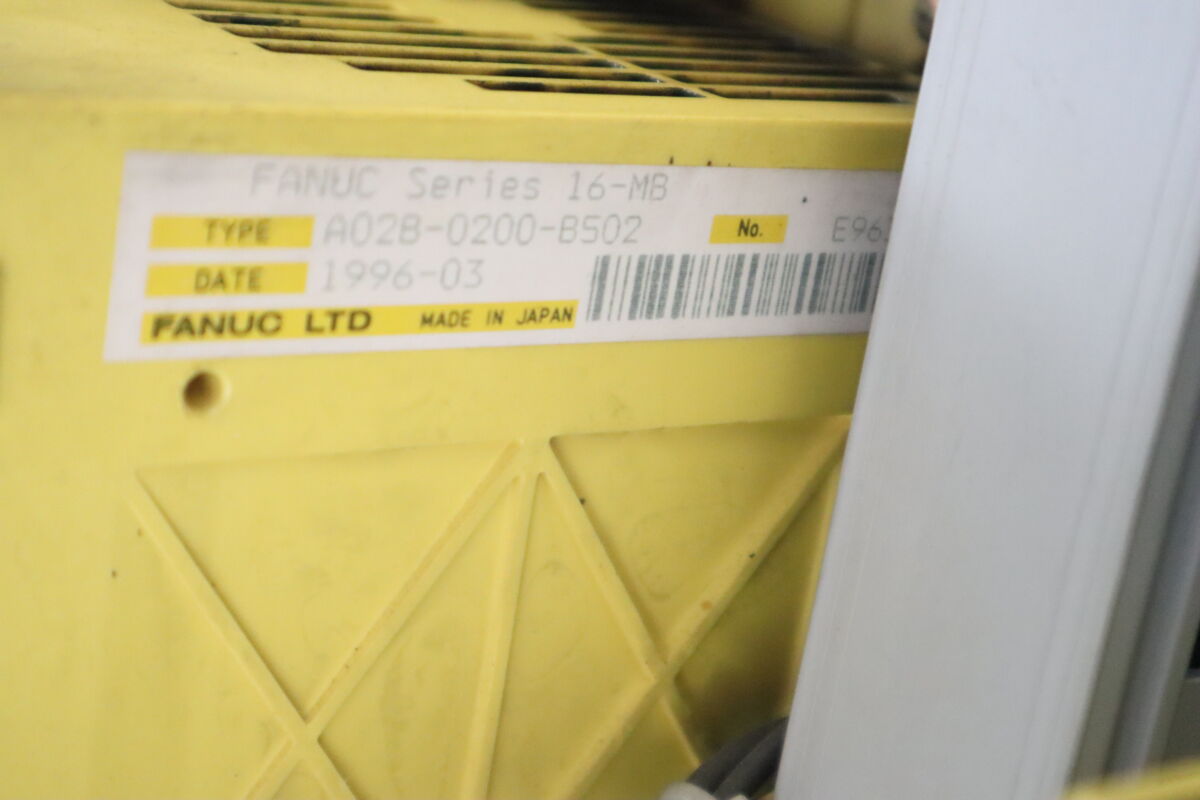 FANUC Series 16-MB
TYPE A02B-0200-B502 No.
DATE 1996-03
FANUC LTD MADE IN JAPAN